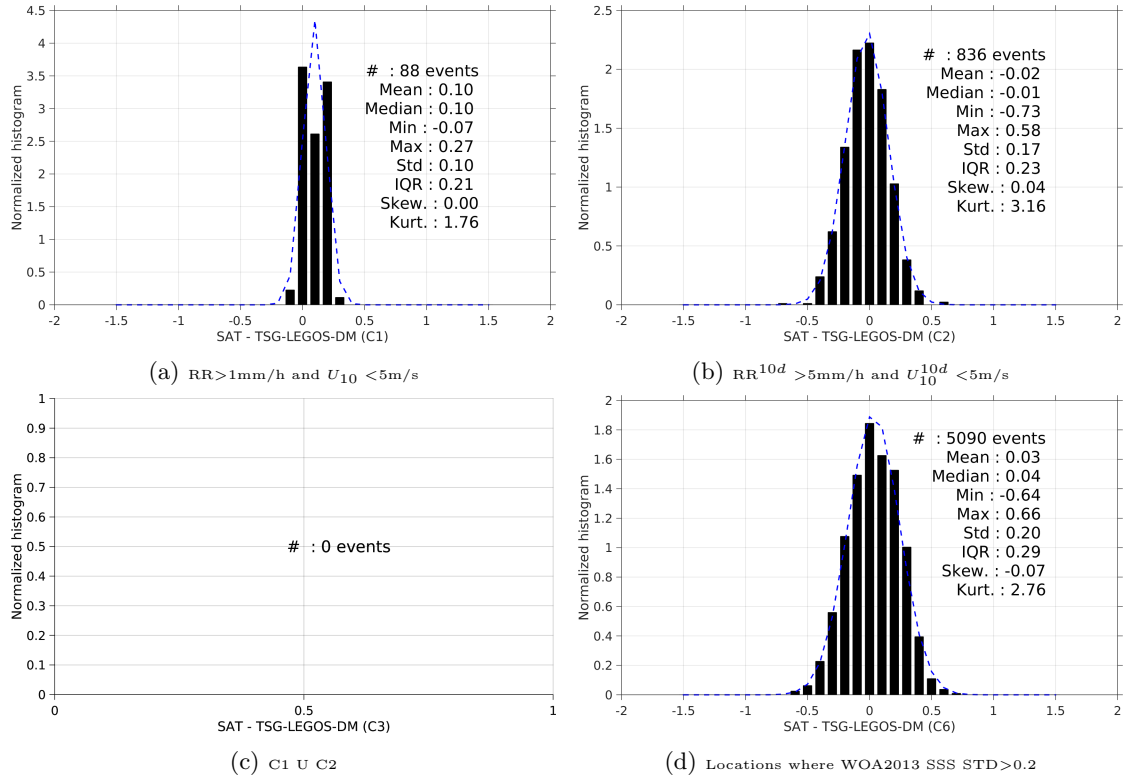 4.5
4
3.5
3
2.5
2
1.5
1
0.5
0
Normalized histogram
# : 88 events
Mean : 0.10
Median : 0.10
Min : -0.07
Max : 0.27
Std : 0.10
IQR : 0.21
Skew. : 0.00
Kurt. : 1.76
-2 -1.5 -1 -0.5 0 0.5 1 1.5 2
SAT - TSG-LEGOS-DM (C1)
(a) RR>1mm/h and U10 <5m/s
2.5
2
1.5
1
0.5
0
Normalized histogram
# : 836 events
Mean : -0.02
Median : -0.01
Min : -0.73
Max : 0.58
Std : 0.17
IQR : 0.23
Skew. : 0.04
Kurt. : 3.16
-2 -1.5 -1 -0.5 0 0.5 1 1.5 2
SAT - TSG-LEGOS-DM (C2)
(b) RR10d >5mm/h and U10d10 <5m/s
1
0.9
0.8
0.7
0.6
0.5
0.4
0.3
0.2
0.1
0
Normalized histogram
# : 0 events
0 0.5 1
SAT - TSG-LEGOS-DM (C3)
(c) C1 U C2
2
1.8
1.6
1.4
1.2
1
0.8
0.6
0.4
0.2
0
Normalized histogram
# : 5090 events
Mean : 0.03
Median : 0.04
Min : -0.64
Max : 0.66
Std : 0.20
IQR : 0.29
Skew. : -0.07
Kurt. : 2.76
-2 -1.5 -1 -0.5 0 0.5 1 1.5 2
SAT - TSG-LEGOS-DM (C6)
(d) Locations where WOA2013 SSS STD>0.2